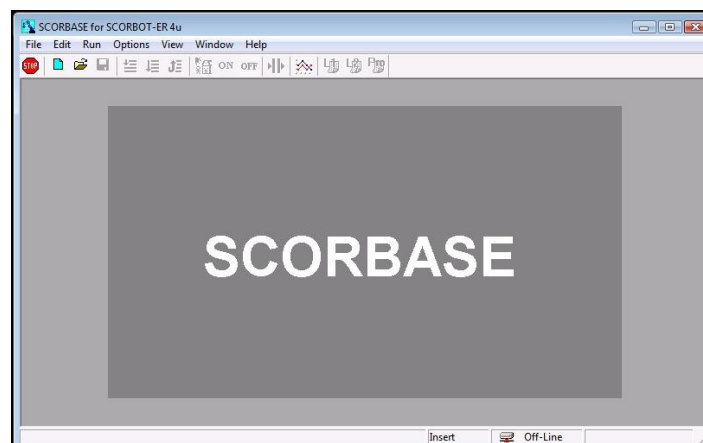 SCORBASE for SCORBOT-ER 4u
File Edit Run Options View Window Help
STOP ON OFF Pro
SCORBASE
Insert Off-Line